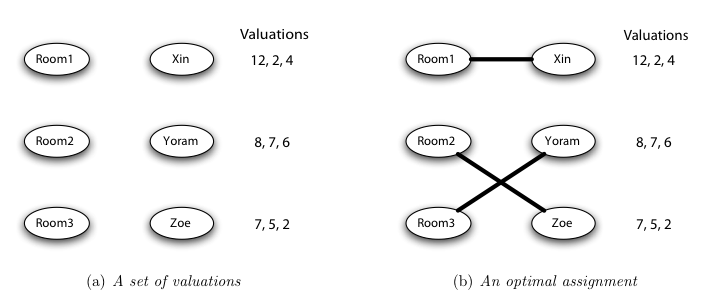 Valuations
Room1 Xin 12, 2, 4
Room2 Yoram 8, 7, 6
Room3 Zoe 7, 5, 2
(a) A set of valuations
Valuations
Room1 Xin 12, 2, 4
Room2 Yoram 8, 7, 6
Room3 Zoe 7, 5, 2
(b) An optimal assignment